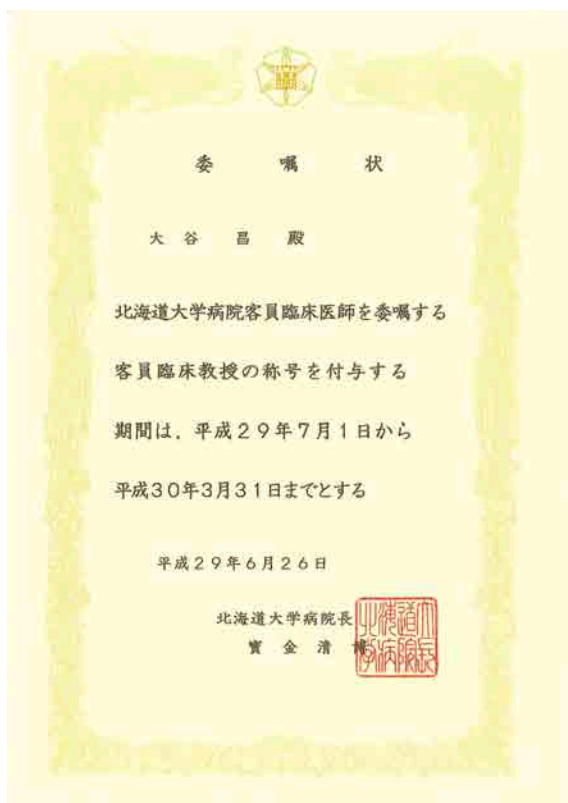 委嘱状
大谷 昌 殿
北海道大学病院客員臨床医師を委嘱する
客員臨床教授の称号を付与する
期間は，平成２９年７月１日から
平成３０年３月３１日までとする
平成２９年６月２６日
北海道大学病院長
寳金清博